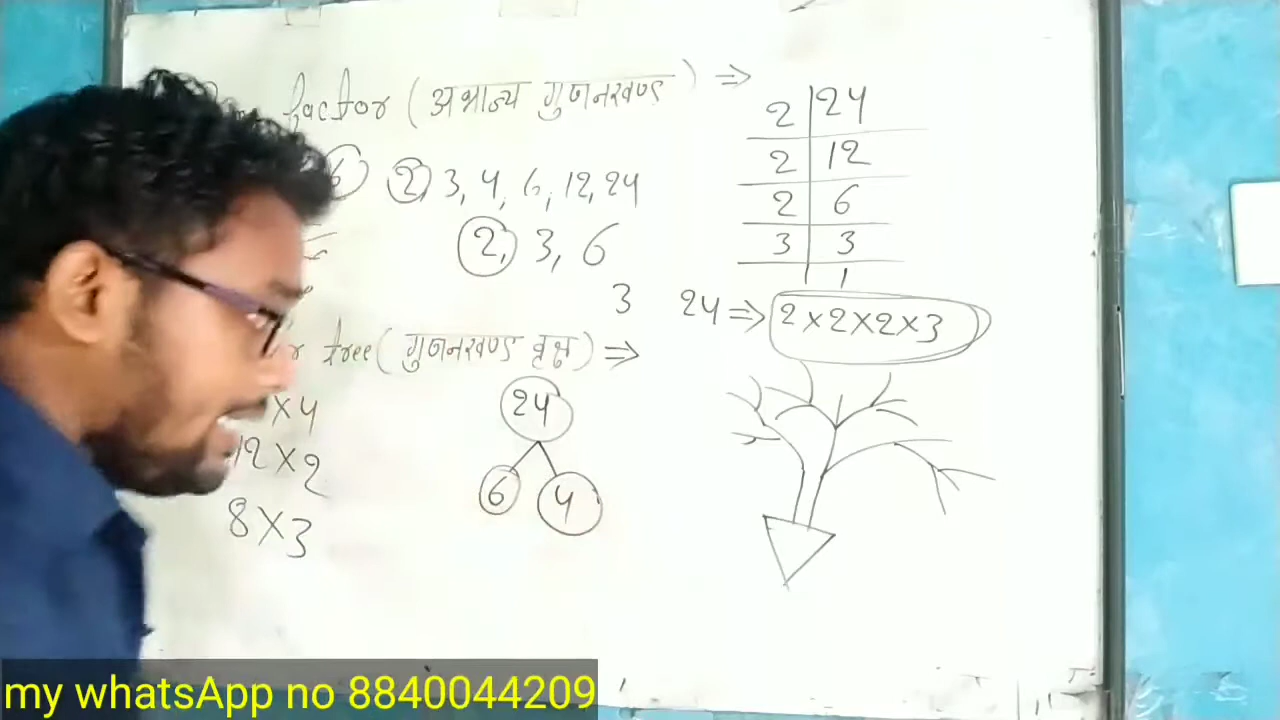 factor (अभाज्य गुणनखण्ड) ⇒
6 2, 3, 4, 6, 12, 24
2, 3, 6
3
2 | 24
2 | 12
2 | 6
3 | 3
1
24 ⇒ 2×2×2×3
tree (गुणनखण्ड वृक्ष) ⇒
×4
12×2
8×3
24
6 4
my whatsApp no 8840044209